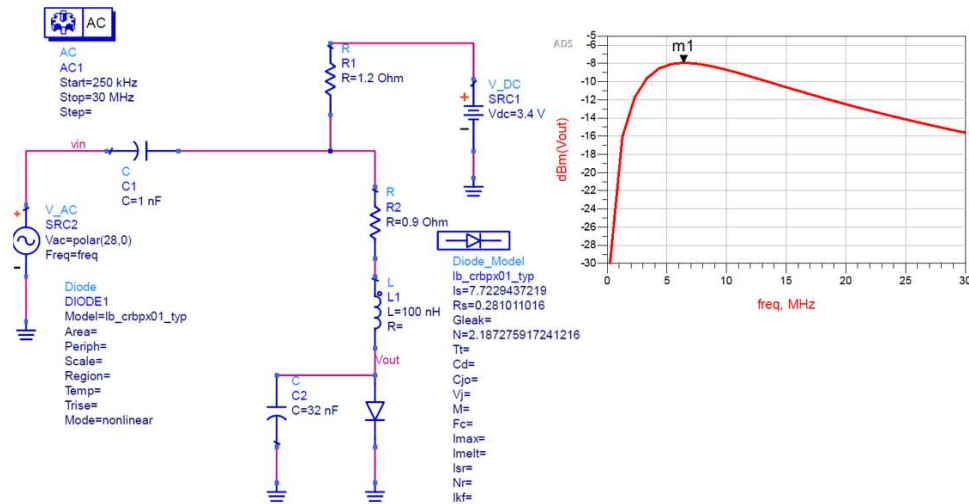 AC
AC
AC1
Start=250 kHz
Stop=30 MHz
Step=
R
R1
R=1.2 Ohm
V_DC
SRC1
Vdc=3.4 V
+
-
vin
C
C1
C=1 nF
+
-
V_AC
SRC2
Vac=polar(28,0)
Freq=freq
R
R2
R=0.9 Ohm
L
L1
L=100 nH
R=
Vout
C
C2
C=32 nF
Diode
DIODE1
Model=lb_crbpx01_typ
Area=
Periph=
Scale=
Region=
Temp=
Trise=
Mode=nonlinear
Diode_Model
lb_crbpx01_typ
Is=7.7229437219
Rs=0.281011016
Gleak=
N=2.187275917241216
Tt=
Cd=
Cjo=
Vj=
M=
Fc=
Imax=
Imelt=
Isr=
Nr=
Ikf=
ADS
m1
dBm(Vout)
-5
-8
-10
-12
-14
-16
-18
-20
-22
-24
-26
-28
-30
0
5
10
15
20
25
30
freq, MHz